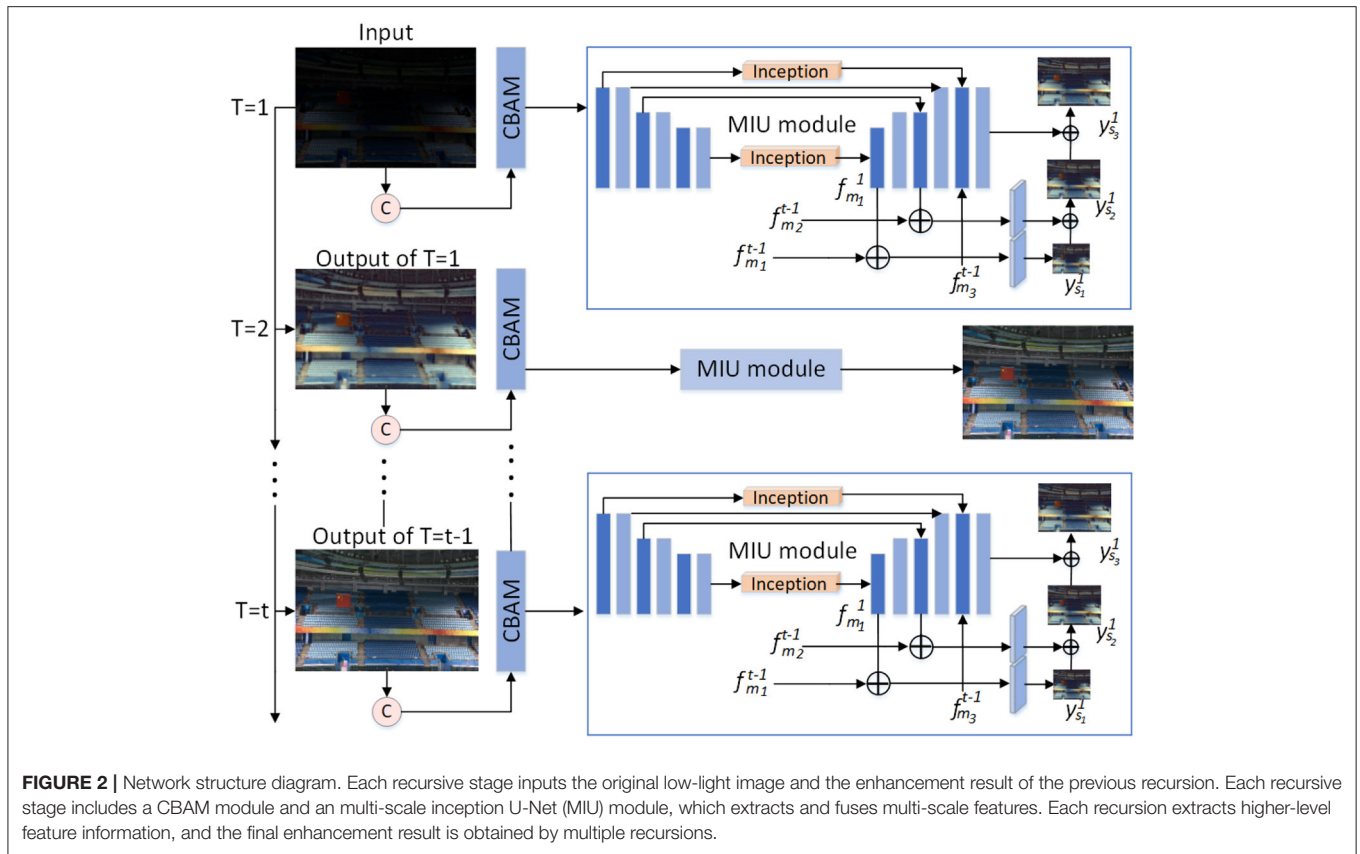 Input
T=1
C
CBAM
Inception
MIU module
Inception
f_{m_1}^{1}
f_{m_2}^{t-1}
f_{m_1}^{t-1}
f_{m_3}^{t-1}
y_{s_3}^{1}
y_{s_2}^{1}
y_{s_1}^{1}
Output of T=1
T=2
C
CBAM
MIU module
Output of T=t-1
T=t
C
CBAM
Inception
MIU module
Inception
f_{m_1}^{1}
f_{m_2}^{t-1}
f_{m_1}^{t-1}
f_{m_3}^{t-1}
y_{s_3}^{1}
y_{s_2}^{1}
y_{s_1}^{1}
FIGURE 2 | Network structure diagram. Each recursive stage inputs the original low-light image and the enhancement result of the previous recursion. Each recursive
stage includes a CBAM module and an multi-scale inception U-Net (MIU) module, which extracts and fuses multi-scale features. Each recursion extracts higher-level
feature information, and the final enhancement result is obtained by multiple recursions.